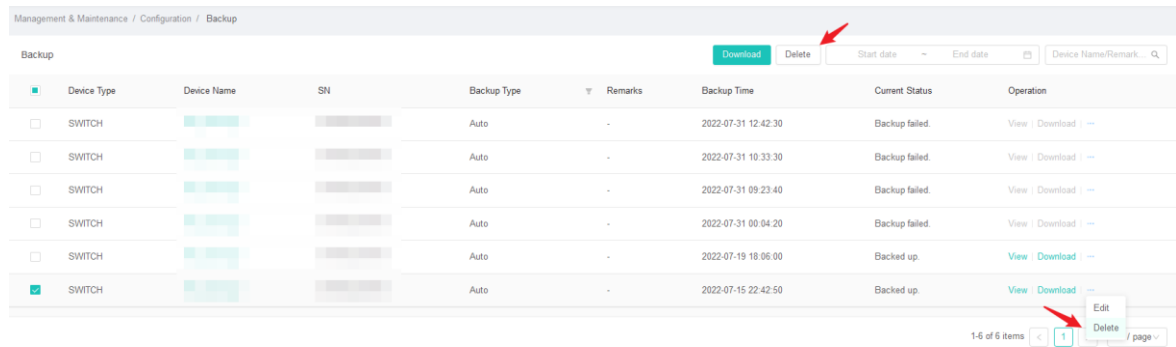 Management & Maintenance / Configuration / Backup
Backup Download Delete Start date ~ End date Device Name/Remark...
Device Type Device Name SN Backup Type Remarks Backup Time Current Status Operation
SWITCH Auto - 2022-07-31 12:42:30 Backup failed. View | Download | ···
SWITCH Auto - 2022-07-31 10:33:30 Backup failed. View | Download | ···
SWITCH Auto - 2022-07-31 09:23:40 Backup failed. View | Download | ···
SWITCH Auto - 2022-07-31 00:04:20 Backup failed. View | Download | ···
SWITCH Auto - 2022-07-19 18:06:00 Backed up. View | Download | ···
SWITCH Auto - 2022-07-15 22:42:50 Backed up. View | Download | ···
Edit
Delete
1-6 of 6 items < 1 / page